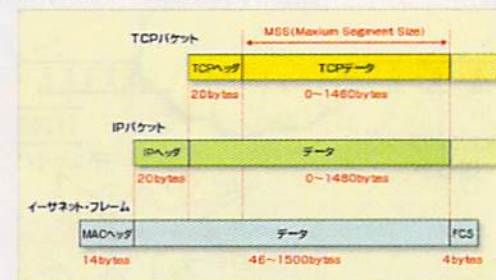 MSS(Maxium Segment Size)
TCPパケット
TCPヘッダ TCPデータ
20bytes 0~1460bytes
IPパケット
IPヘッダ データ
20bytes 0~1480bytes
イーサネット・フレーム
MACヘッダ データ FCS
14bytes 46~1500bytes 4bytes